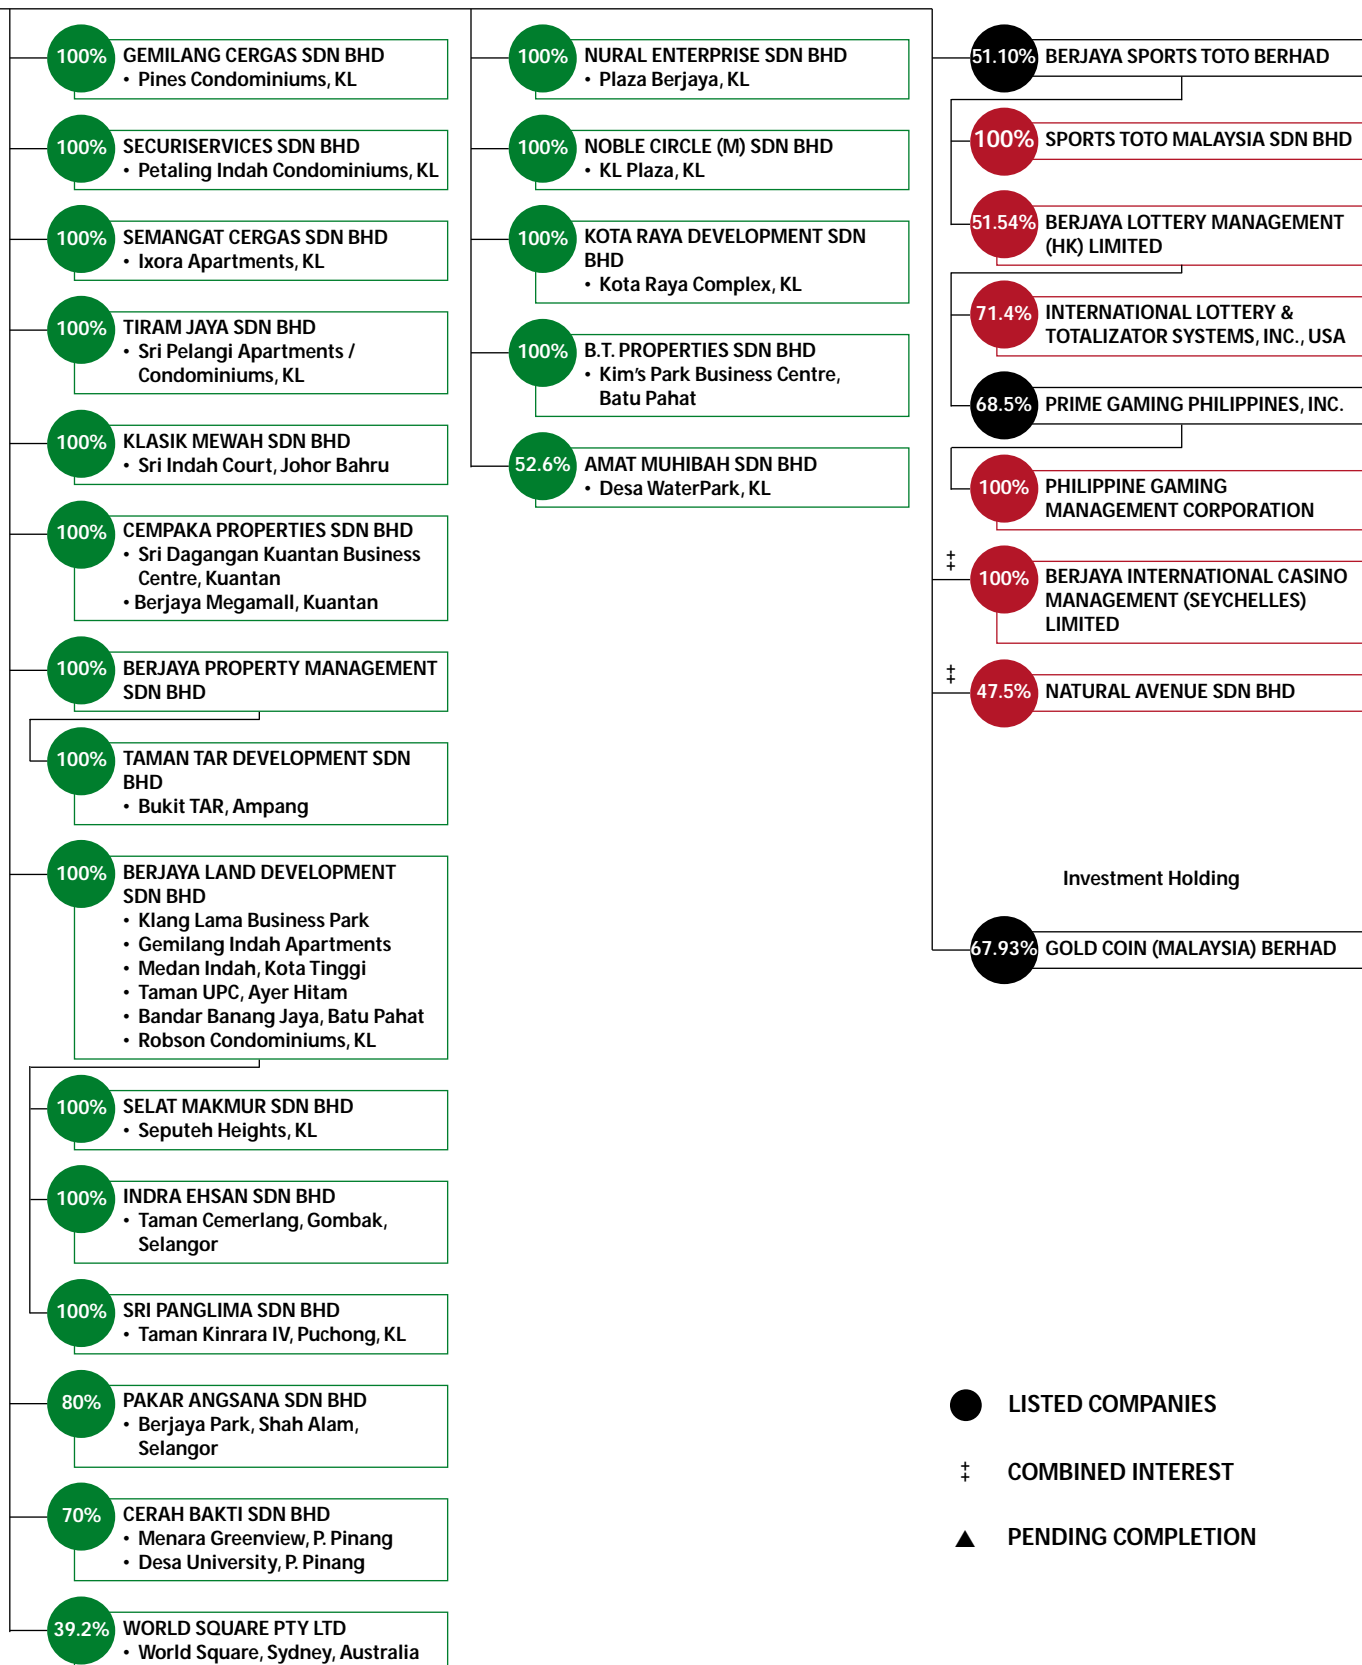 100% GEMILANG CERGAS SDN BHD
• Pines Condominiums, KL
100% SECURISERVICES SDN BHD
• Petaling Indah Condominiums, KL
100% SEMANGAT CERGAS SDN BHD
• Ixora Apartments, KL
100% TIRAM JAYA SDN BHD
• Sri Pelangi Apartments /
Condominiums, KL
100% KLASIK MEWAH SDN BHD
• Sri Indah Court, Johor Bahru
100% CEMPAKA PROPERTIES SDN BHD
• Sri Dagangan Kuantan Business
Centre, Kuantan
• Berjaya Megamall, Kuantan
100% BERJAYA PROPERTY MANAGEMENT
SDN BHD
100% TAMAN TAR DEVELOPMENT SDN
BHD
• Bukit TAR, Ampang
100% BERJAYA LAND DEVELOPMENT
SDN BHD
• Klang Lama Business Park
• Gemilang Indah Apartments
• Medan Indah, Kota Tinggi
• Taman UPC, Ayer Hitam
• Bandar Banang Jaya, Batu Pahat
• Robson Condominiums, KL
100% SELAT MAKMUR SDN BHD
• Seputeh Heights, KL
100% INDRA EHSAN SDN BHD
• Taman Cemerlang, Gombak,
Selangor
100% SRI PANGLIMA SDN BHD
• Taman Kinrara IV, Puchong, KL
80% PAKAR ANGSANA SDN BHD
• Berjaya Park, Shah Alam,
Selangor
70% CERAH BAKTI SDN BHD
• Menara Greenview, P. Pinang
• Desa University, P. Pinang
39.2% WORLD SQUARE PTY LTD
• World Square, Sydney, Australia
100% NURAL ENTERPRISE SDN BHD
• Plaza Berjaya, KL
100% NOBLE CIRCLE (M) SDN BHD
• KL Plaza, KL
100% KOTA RAYA DEVELOPMENT SDN
BHD
• Kota Raya Complex, KL
100% B.T. PROPERTIES SDN BHD
• Kim's Park Business Centre,
Batu Pahat
52.6% AMAT MUHIBAH SDN BHD
• Desa WaterPark, KL
51.10% BERJAYA SPORTS TOTO BERHAD
100% SPORTS TOTO MALAYSIA SDN BHD
51.54% BERJAYA LOTTERY MANAGEMENT
(HK) LIMITED
71.4% INTERNATIONAL LOTTERY &
TOTALIZATOR SYSTEMS, INC., USA
68.5% PRIME GAMING PHILIPPINES, INC.
100% PHILIPPINE GAMING
MANAGEMENT CORPORATION
‡ 100% BERJAYA INTERNATIONAL CASINO
MANAGEMENT (SEYCHELLES)
LIMITED
‡ 47.5% NATURAL AVENUE SDN BHD
Investment Holding
67.93% GOLD COIN (MALAYSIA) BERHAD
● LISTED COMPANIES
‡ COMBINED INTEREST
▲ PENDING COMPLETION